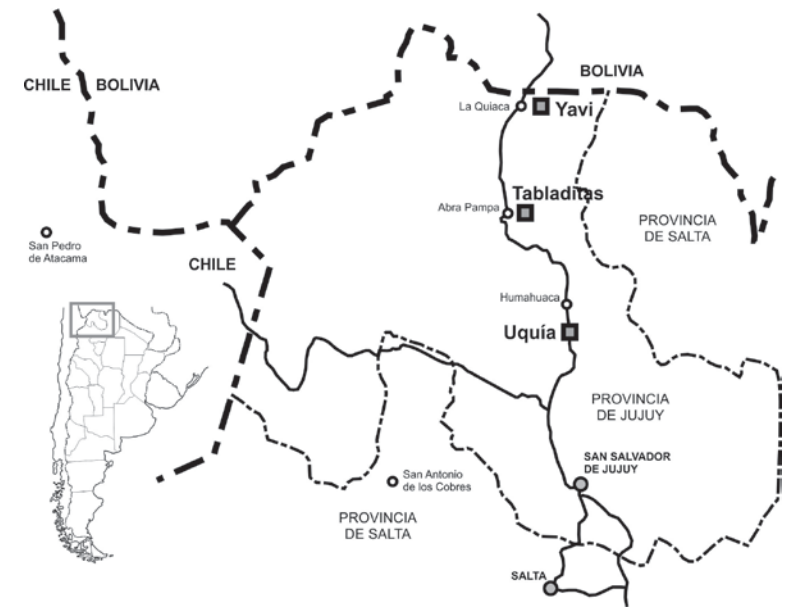 BOLIVIA
CHILE
BOLIVIA
La Quiaca
Yavi
Tabladitas
Abra Pampa
PROVINCIA
DE SALTA
San Pedro
de Atacama
CHILE
Humahuaca
Uquía
PROVINCIA
DE JUJUY
SAN SALVADOR
DE JUJUY
San Antonio
de los Cobres
PROVINCIA
DE SALTA
SALTA